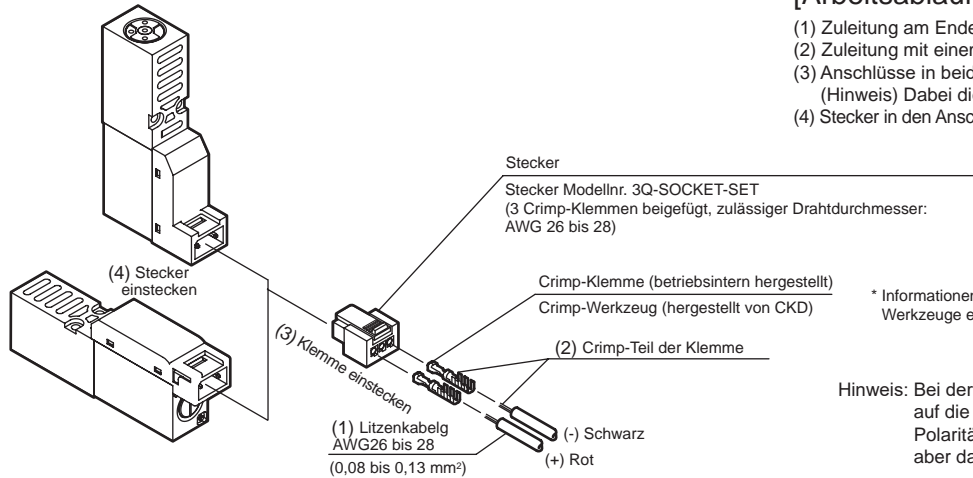 [Arbeitsablauf
(1) Zuleitung am Ende
(2) Zuleitung mit einer
(3) Anschlüsse in beid
(Hinweis) Dabei di
(4) Stecker in den Ansc
Stecker
Stecker Modellnr. 3Q-SOCKET-SET
(3 Crimp-Klemmen beigefügt, zulässiger Drahtdurchmesser:
AWG 26 bis 28)
(4) Stecker
einstecken
Crimp-Klemme (betriebsintern hergestellt)
Crimp-Werkzeug (hergestellt von CKD)
* Informationen
Werkzeuge e
(3) Klemme einstecken
(2) Crimp-Teil der Klemme
Hinweis: Bei der
auf die
Polaritä
aber da
(1) Litzenkabelg
AWG26 bis 28
(0,08 bis 0,13 mm²)
(-) Schwarz
(+) Rot